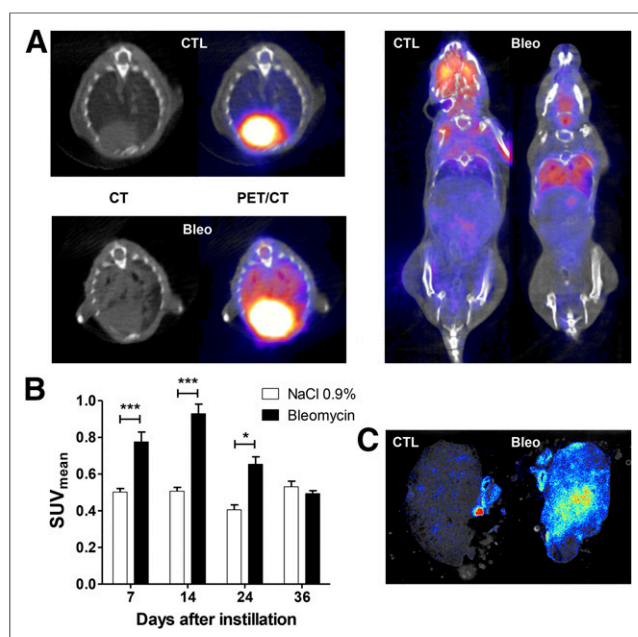 A
CTL
CT
PET/CT
Bleo
CTL
Bleo
B
***
***
*
NaCl 0.9%
Bleomycin
SUVmean
1.0
0.8
0.6
0.4
0.2
0.0
7
14
24
36
Days after instillation
C
CTL
Bleo